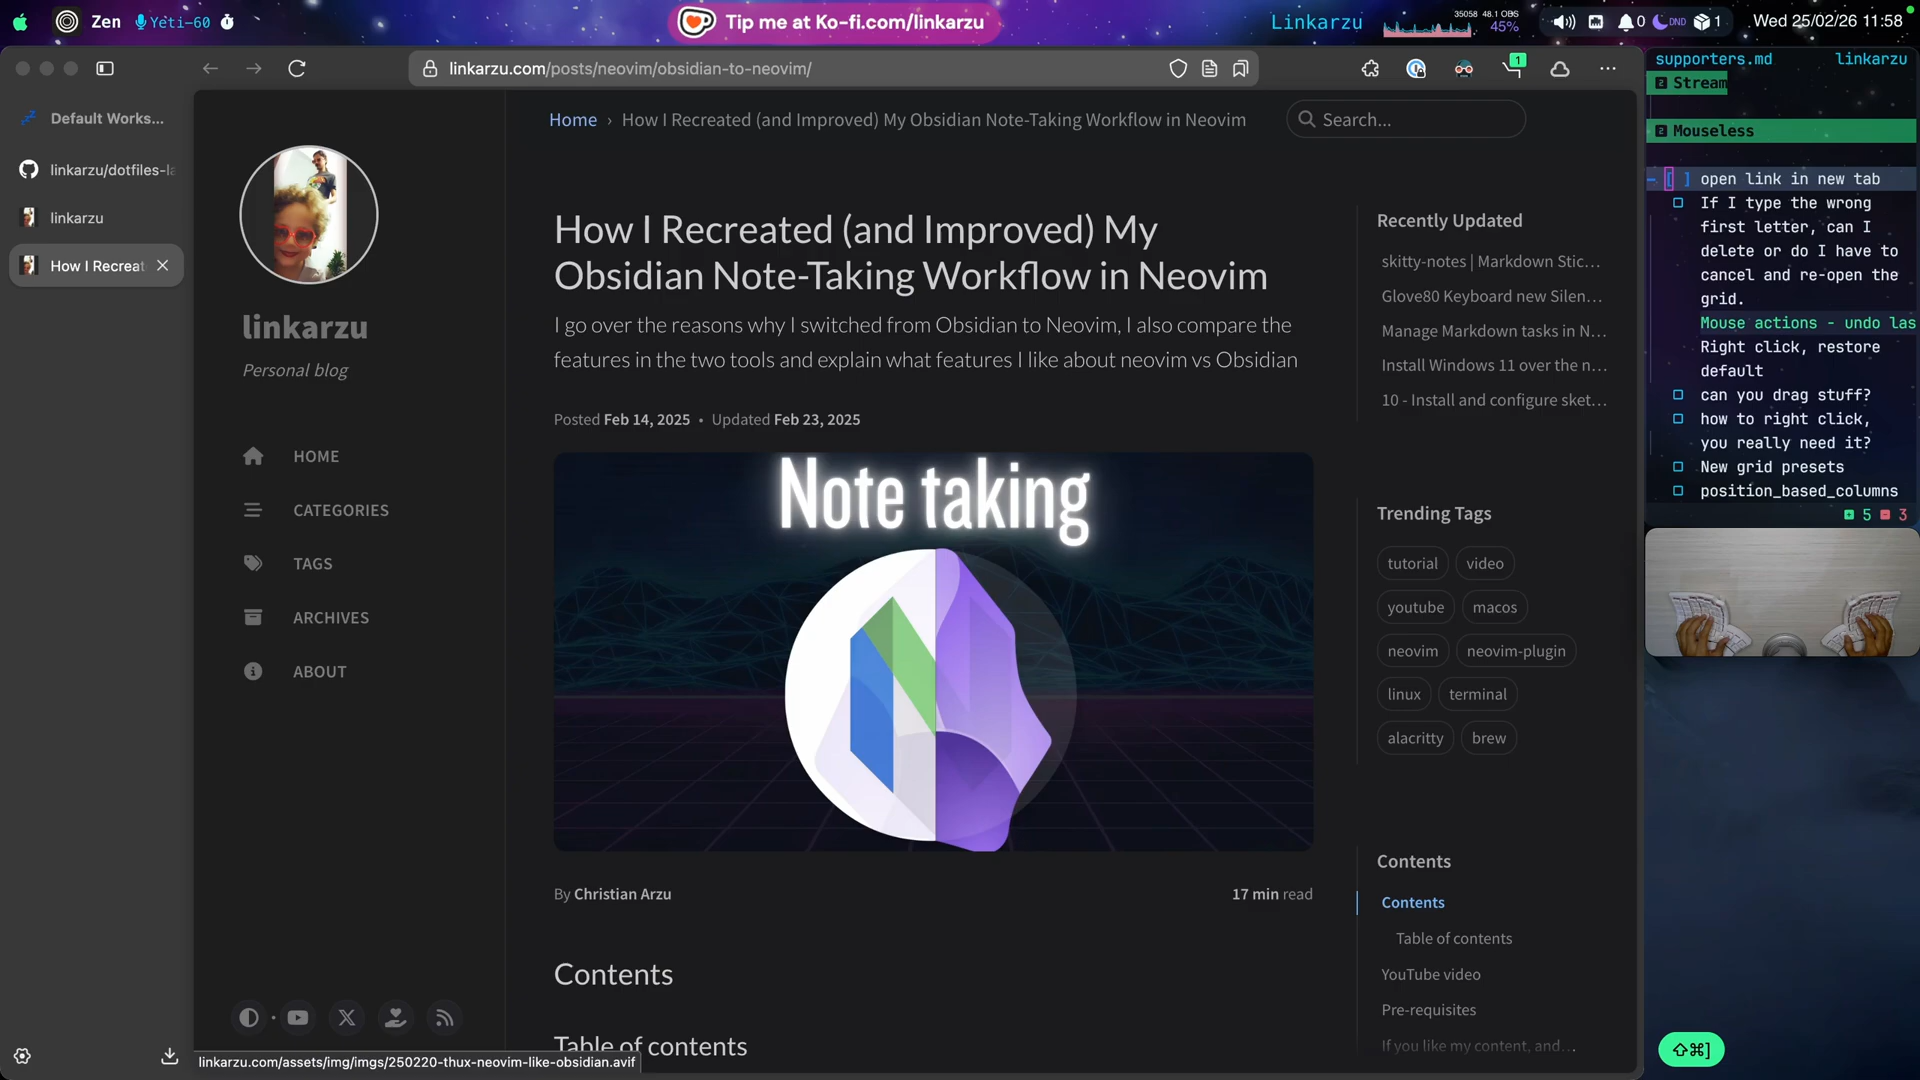 Zen
Yeti-60
Tip me at Ko-fi.com/linkarzu
Linkarzu
35058 48.1 OBS
45%
0
DND
1
Wed 25/02/26 11:58
linkarzu.com/posts/neovim/obsidian-to-neovim/
1
Default Works...
linkarzu/dotfiles-la
linkarzu
How I Recreat
linkarzu
Personal blog
HOME
CATEGORIES
TAGS
ARCHIVES
ABOUT
Home › How I Recreated (and Improved) My Obsidian Note-Taking Workflow in Neovim
Search...
How I Recreated (and Improved) My
Obsidian Note-Taking Workflow in Neovim
I go over the reasons why I switched from Obsidian to Neovim, I also compare the
features in the two tools and explain what features I like about neovim vs Obsidian
Posted Feb 14, 2025 • Updated Feb 23, 2025
Note taking
By Christian Arzu
17 min read
Contents
Table of contents
Recently Updated
skitty-notes | Markdown Stic...
Glove80 Keyboard new Silen...
Manage Markdown tasks in N...
Install Windows 11 over the n...
10 - Install and configure sket...
Trending Tags
tutorial video
youtube macos
neovim neovim-plugin
linux terminal
alacritty brew
Contents
Contents
Table of contents
YouTube video
Pre-requisites
If you like my content, and...
linkarzu.com/assets/img/imgs/250220-thux-neovim-like-obsidian.avif
supporters.md linkarzu
2 Stream
2 Mouseless
- [ ] open link in new tab
If I type the wrong
first letter, can I
delete or do I have to
cancel and re-open the
grid.
Mouse actions - undo las
Right click, restore
default
can you drag stuff?
how to right click,
you really need it?
New grid presets
position_based_columns
5 3
⇧⌘]